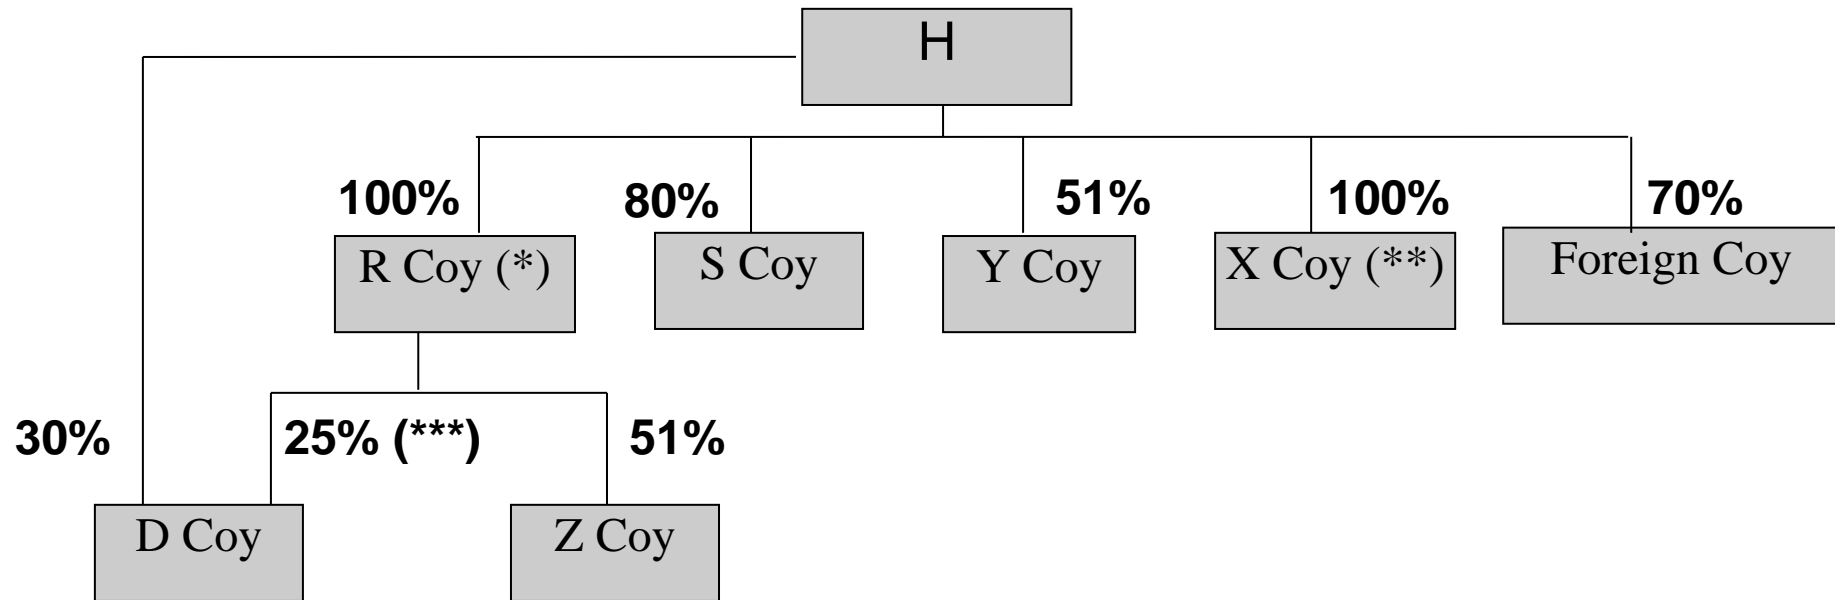 H
100%
80%
51%
100%
70%
R Coy (*)
S Coy
Y Coy
X Coy (**)
Foreign Coy
30%
25% (***)
51%
D Coy
Z Coy